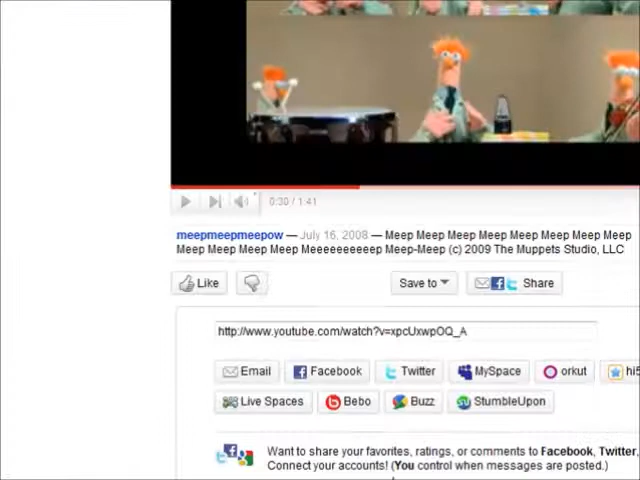 0:30 / 1:41
meepmeepmeepow — July 16, 2008 — Meep Meep Meep Meep Meep Meep Meep Meep
Meep Meep Meep Meep Meeeeeeeeeep Meep-Meep (c) 2009 The Muppets Studio, LLC
Like
Save to
Share
http://www.youtube.com/watch?v=xpcUxwpOQ_A
Email Facebook Twitter MySpace orkut hi5
Live Spaces Bebo Buzz StumbleUpon
Want to share your favorites, ratings, or comments to Facebook, Twitter,
Connect your accounts! (You control when messages are posted.)